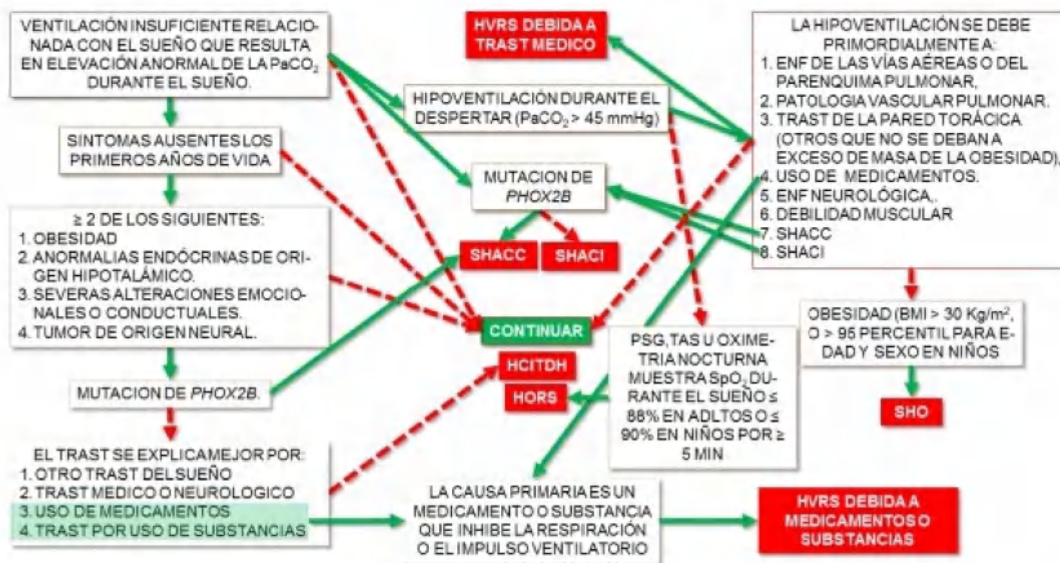 VENTILACIÓN INSUFICIENTE RELACIO-
NADA CON EL SUEÑO QUE RESULTA
EN ELEVACIÓN ANORMAL DE LA PaCO₂
DURANTE EL SUEÑO.
SINTOMAS AUSENTES LOS
PRIMEROS AÑOS DE VIDA
≥ 2 DE LOS SIGUIENTES:
1. OBESIDAD
2. ANORMALIAS ENDÓCRINAS DE ORI-
GEN HIPOTALÁMICO.
3. SEVERAS ALTERACIONES EMOCIO-
NALES O CONDUCTUALES.
4. TUMOR DE ORIGEN NEURAL.
MUTACION DE PHOX2B.
EL TRAST SE EXPLICA MEJOR POR:
1. OTRO TRAST DEL SUEÑO
2. TRAST MEDICO O NEUROLOGICO
3. USO DE MEDICAMENTOS
4. TRAST POR USO DE SUBSTANCIAS
HVRS DEBIDA A
TRAST MEDICO
HIPOVENTILACIÓN DURANTE EL
DESPERTAR (PaCO₂ > 45 mmHg)
MUTACION DE
PHOX2B
SHACC
SHACI
CONTINUAR
HCITDH
HORS
PSG, TAS U OXIME-
TRIA NOCTURNA
MUESTRA SpO₂ DU-
RANTE EL SUEÑO ≤
88% EN ADLTOS O ≤
90% EN NIÑOS POR ≥
5 MIN
LA CAUSA PRIMARIA ES UN
MEDICAMENTO O SUBSTANCIA
QUE INHIBE LA RESPIRACIÓN
O EL IMPULSO VENTILATORIO
LA HIPOVENTILACIÓN SE DEBE
PRIMORDIALMENTE A:
1. ENF DE LAS VÍAS AÉREAS O DEL
PARENQUIMA PULMONAR,
2. PATOLOGIA VASCULAR PULMONAR.
3. TRAST DE LA PARED TORÁCICA
(OTROS QUE NO SE DEBAN A
EXCESO DE MASA DE LA OBESIDAD).
4. USO DE MEDICAMENTOS.
5. ENF NEUROLÓGICA,.
6. DEBILIDAD MUSCULAR
7. SHACC
8. SHACI
OBESIDAD (BMI > 30 Kg/m²,
O > 95 PERCENTIL PARA E-
DAD Y SEXO EN NIÑOS
SHO
HVRS DEBIDA A
MEDICAMENTOS O
SUBSTANCIAS